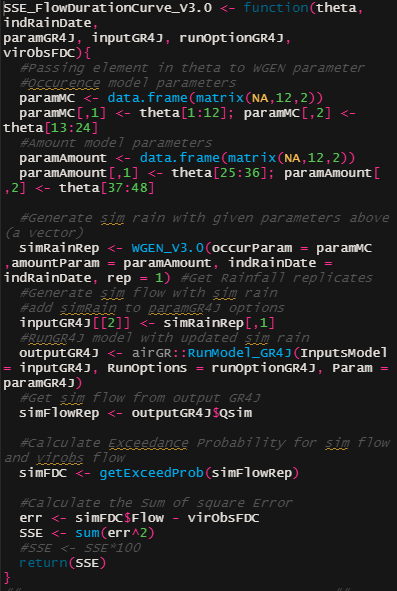 SSE_FlowDurationCurve_V3.0 <- function(theta,
indRainDate,
paramGR4J, inputGR4J, runOptionGR4J,
virObsFDC){
#Passing element in theta to WGEN parameter
#Occurence model parameters
paramMC <- data.frame(matrix(NA,12,2))
paramMC[,1] <- theta[1:12]; paramMC[,2] <-
theta[13:24]
#Amount model parameters
paramAmount <- data.frame(matrix(NA,12,2))
paramAmount[,1] <- theta[25:36]; paramAmount[
,2] <- theta[37:48]
#Generate sim rain with given parameters above
(a vector)
simRainRep <- WGEN_V3.0(occurParam = paramMC
,amountParam = paramAmount, indRainDate =
indRainDate, rep = 1) #Get Rainfall replicates
#Generate sim flow with sim rain
#add simRain to paramGR4J options
inputGR4J[[2]] <- simRainRep[,1]
#RunGR4J model with updated sim rain
outputGR4J <- airGR::RunModel_GR4J(InputsModel
= inputGR4J, RunOptions = runOptionGR4J, Param =
paramGR4J)
#Get sim flow from output GR4J
simFlowRep <- outputGR4J$Qsim
#Calculate Exceedance Probability for sim flow
and virobs flow
simFDC <- getExceedProb(simFlowRep)
#Calculate the Sum of square Error
err <- simFDC$Flow - virObsFDC
SSE <- sum(err^2)
#SSE <- SSE*100
return(SSE)
}